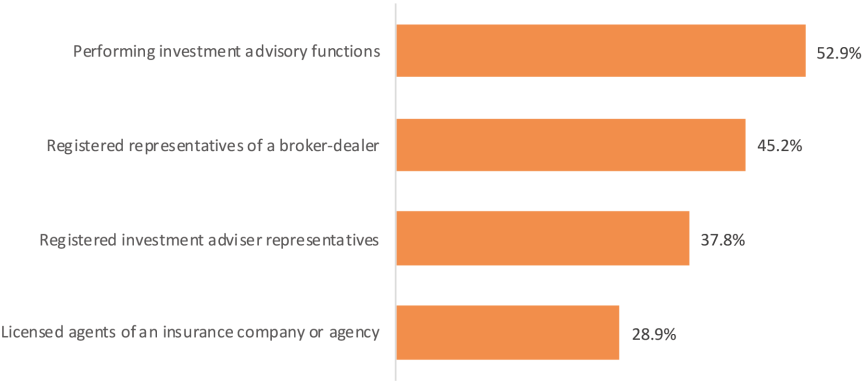 Performing investment advisory functions 52.9%
Registered representatives of a broker-dealer 45.2%
Registered investment adviser representatives 37.8%
Licensed agents of an insurance company or agency 28.9%